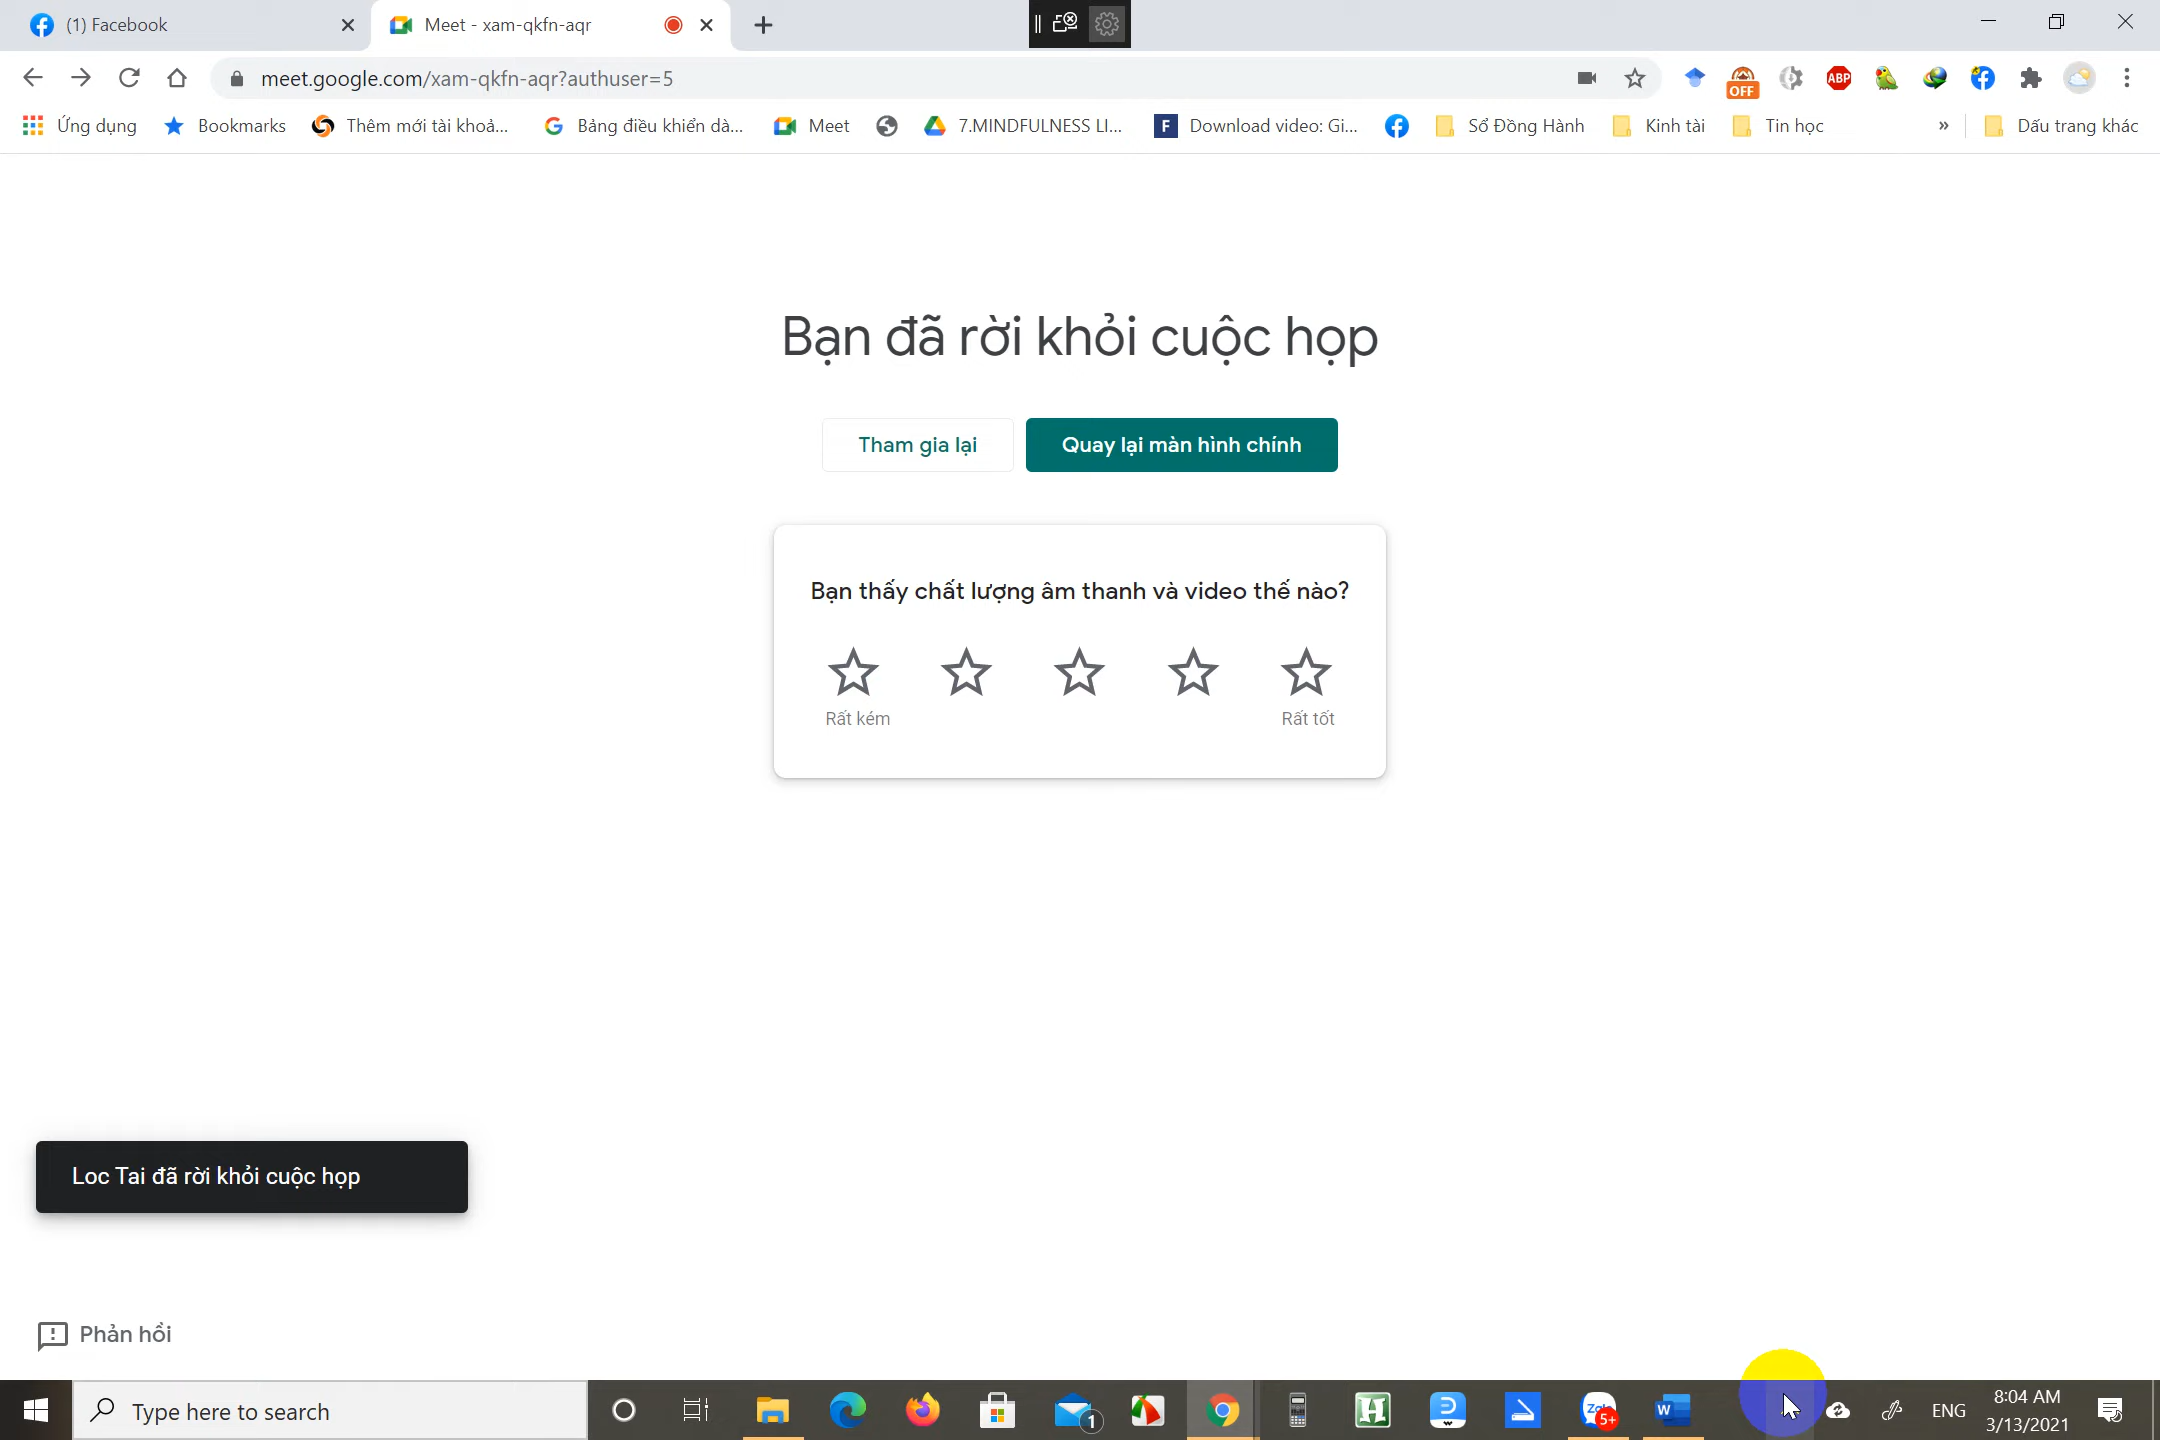 (1) Facebook
Meet - xam-qkfn-aqr
meet.google.com/xam-qkfn-aqr?authuser=5
ABP
OFF
Ứng dụng
Bookmarks
Thêm mới tài khoả...
Bảng điều khiển dà...
Meet
7.MINDFULNESS LI...
F
Download video: Gi...
Sổ Đồng Hành
Kinh tài
Tin học
»
Dấu trang khác
Bạn đã rời khỏi cuộc họp
Tham gia lại
Quay lại màn hình chính
Bạn thấy chất lượng âm thanh và video thế nào?
Rất kém
Rất tốt
Loc Tai đã rời khỏi cuộc họp
Phản hồi
Type here to search
1
Zalo
5+
W
ENG
8:04 AM
3/13/2021